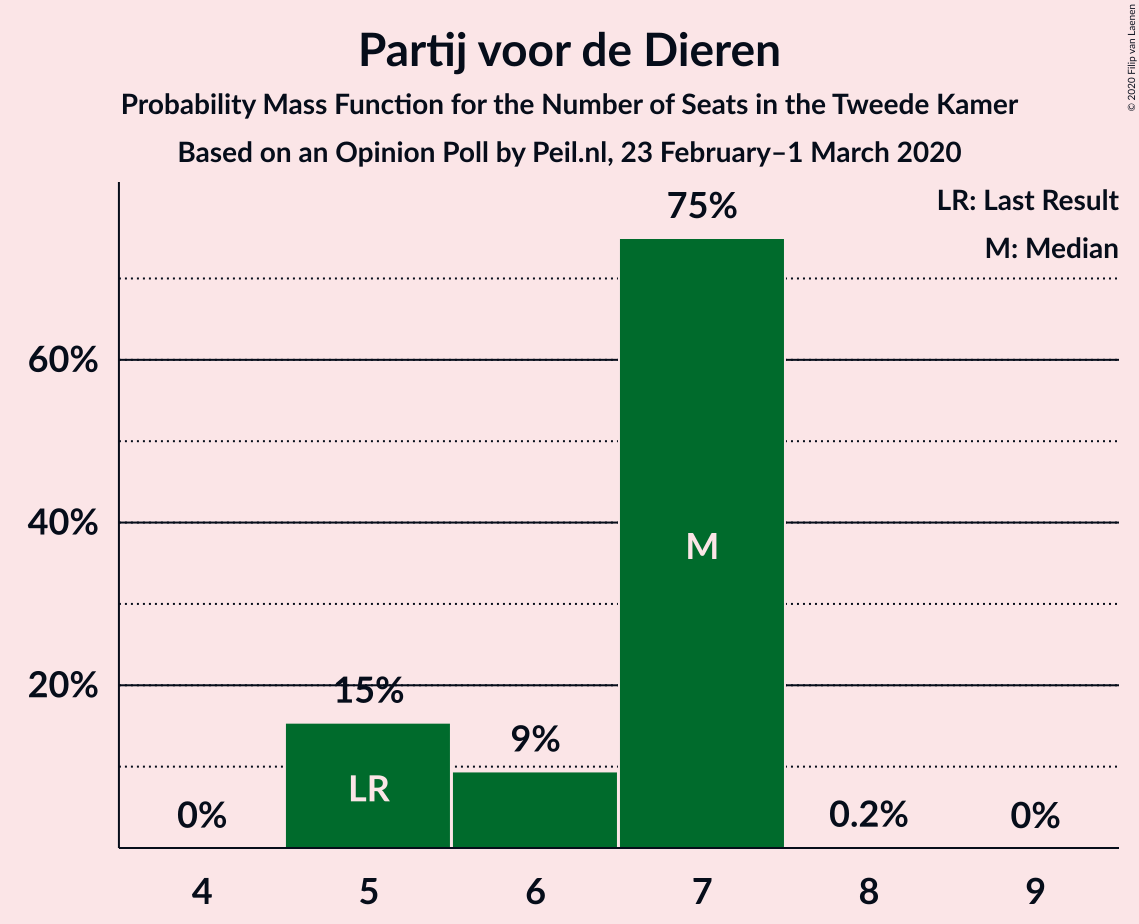 © 2020 Filip van Laenen
Partij voor de Dieren
Probability Mass Function for the Number of Seats in the Tweede Kamer
Based on an Opinion Poll by Peil.nl, 23 February–1 March 2020
LR: Last Result
M: Median
75%
60%
40%
20%
M
15%
9%
LR
0%
0.2%
0%
4 5 6 7 8 9